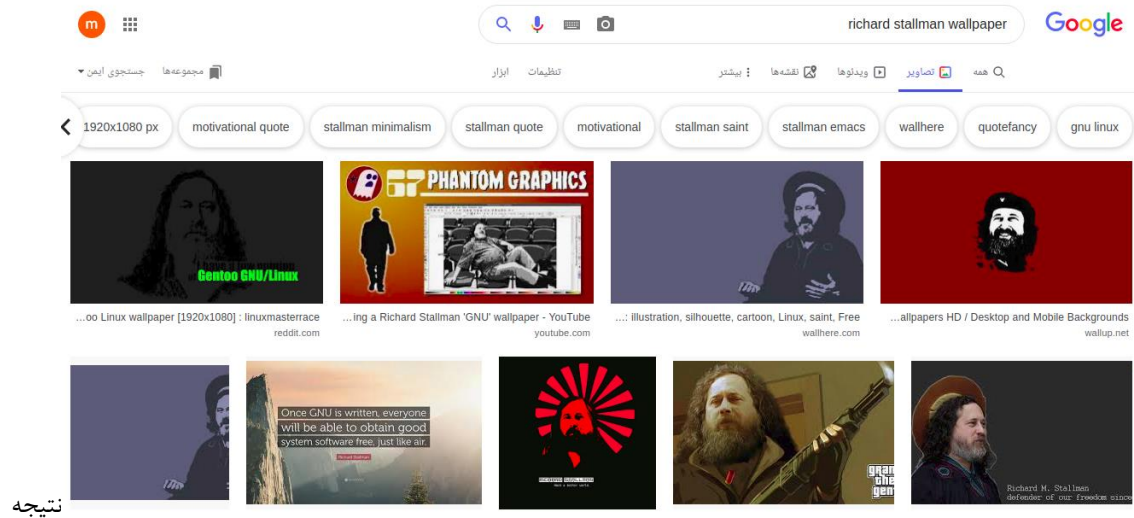 Google
richard stallman wallpaper
m
همه
تصاویر
ویدئوها
نقشه‌ها
بیشتر
تنظیمات
ابزار
مجموعه‌ها
جستجوی ایمن
gnu linux
quotefancy
wallhere
stallman emacs
stallman saint
motivational
stallman quote
stallman minimalism
motivational quote
1920x1080 px
Gentoo GNU/Linux
67 PHANTOM GRAPHICS
...oo Linux wallpaper [1920x1080] : linuxmasterrace
reddit.com
...ing a Richard Stallman 'GNU' wallpaper - YouTube
youtube.com
...: illustration, silhouette, cartoon, Linux, saint, Free
wallhere.com
...allpapers HD / Desktop and Mobile Backgrounds
wallup.net
Once GNU is written, everyone
will be able to obtain good
system software free, just like air.
Richard Stallman
Richard M. Stallman
defender of our freedom since
نتیجه